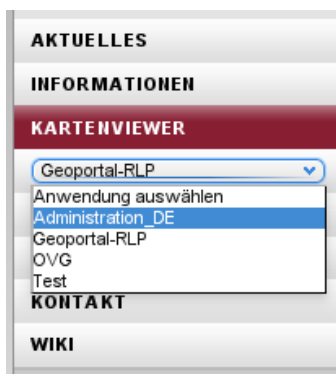 AKTUELLES
INFORMATIONEN
KARTENVIEWER
Geoportal-RLP
Anwendung auswählen
Administration_DE
Geoportal-RLP
OVG
Test
KONTAKT
WIKI